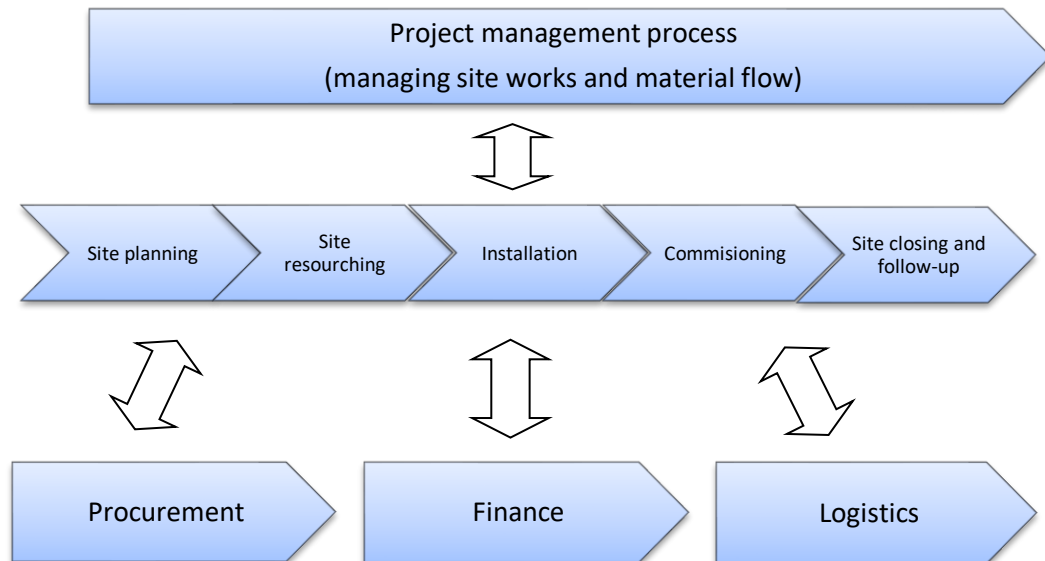 Project management process
(managing site works and material flow)
Site planning
Site
resourching
Installation
Commisioning
Site closing and
follow-up
Procurement
Finance
Logistics